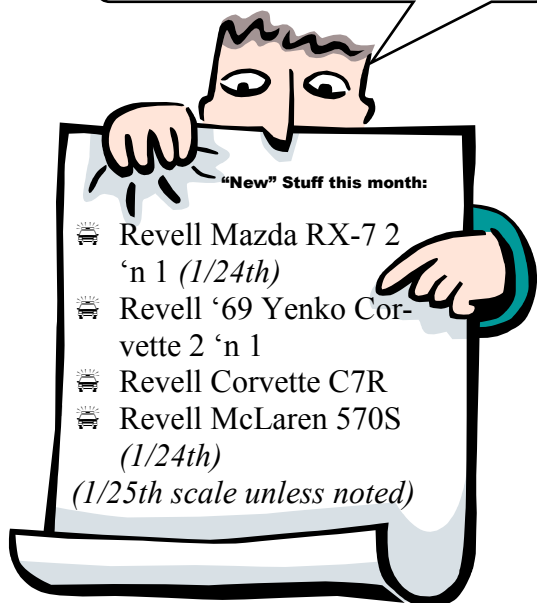 “New” Stuff this month:
Revell Mazda RX-7 2
‘n 1 (1/24th)
Revell ‘69 Yenko Cor-
vette 2 ‘n 1
Revell Corvette C7R
Revell McLaren 570S
(1/24th)
(1/25th scale unless noted)